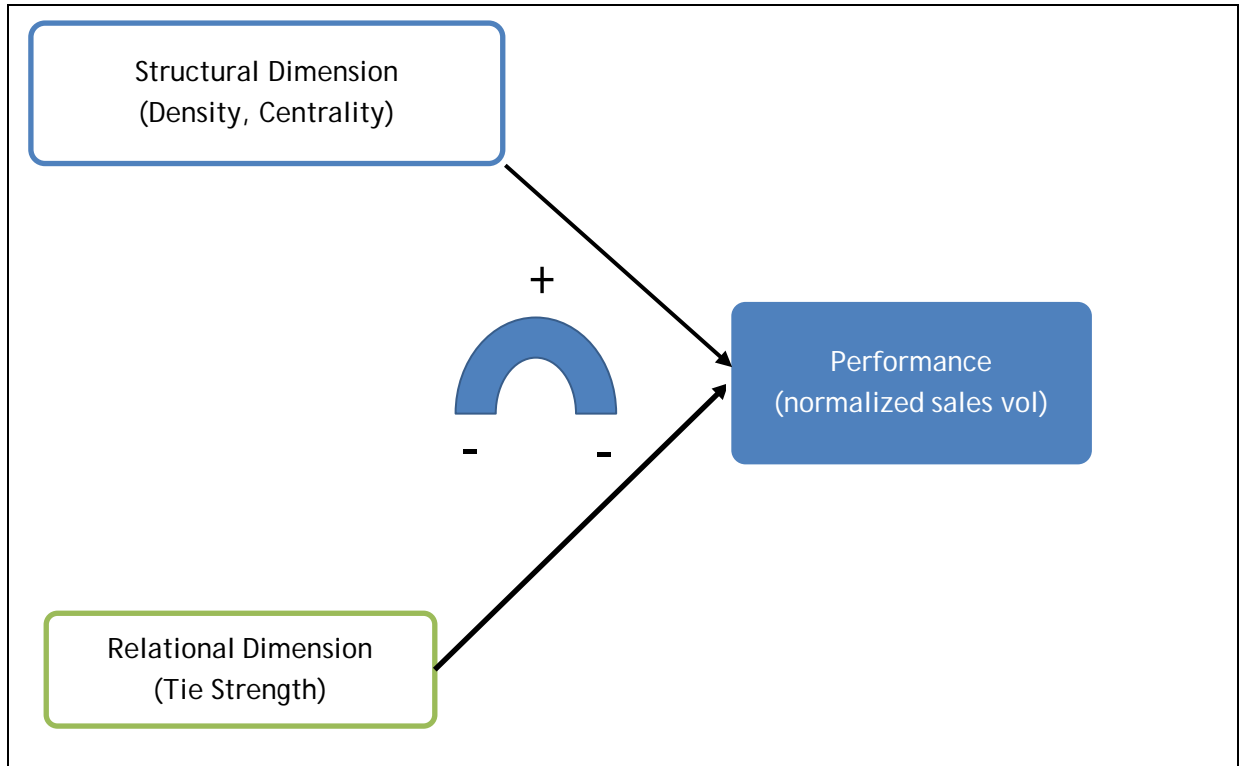 Structural Dimension
(Density, Centrality)
+
Performance
(normalized sales vol)
- -
Relational Dimension
(Tie Strength)